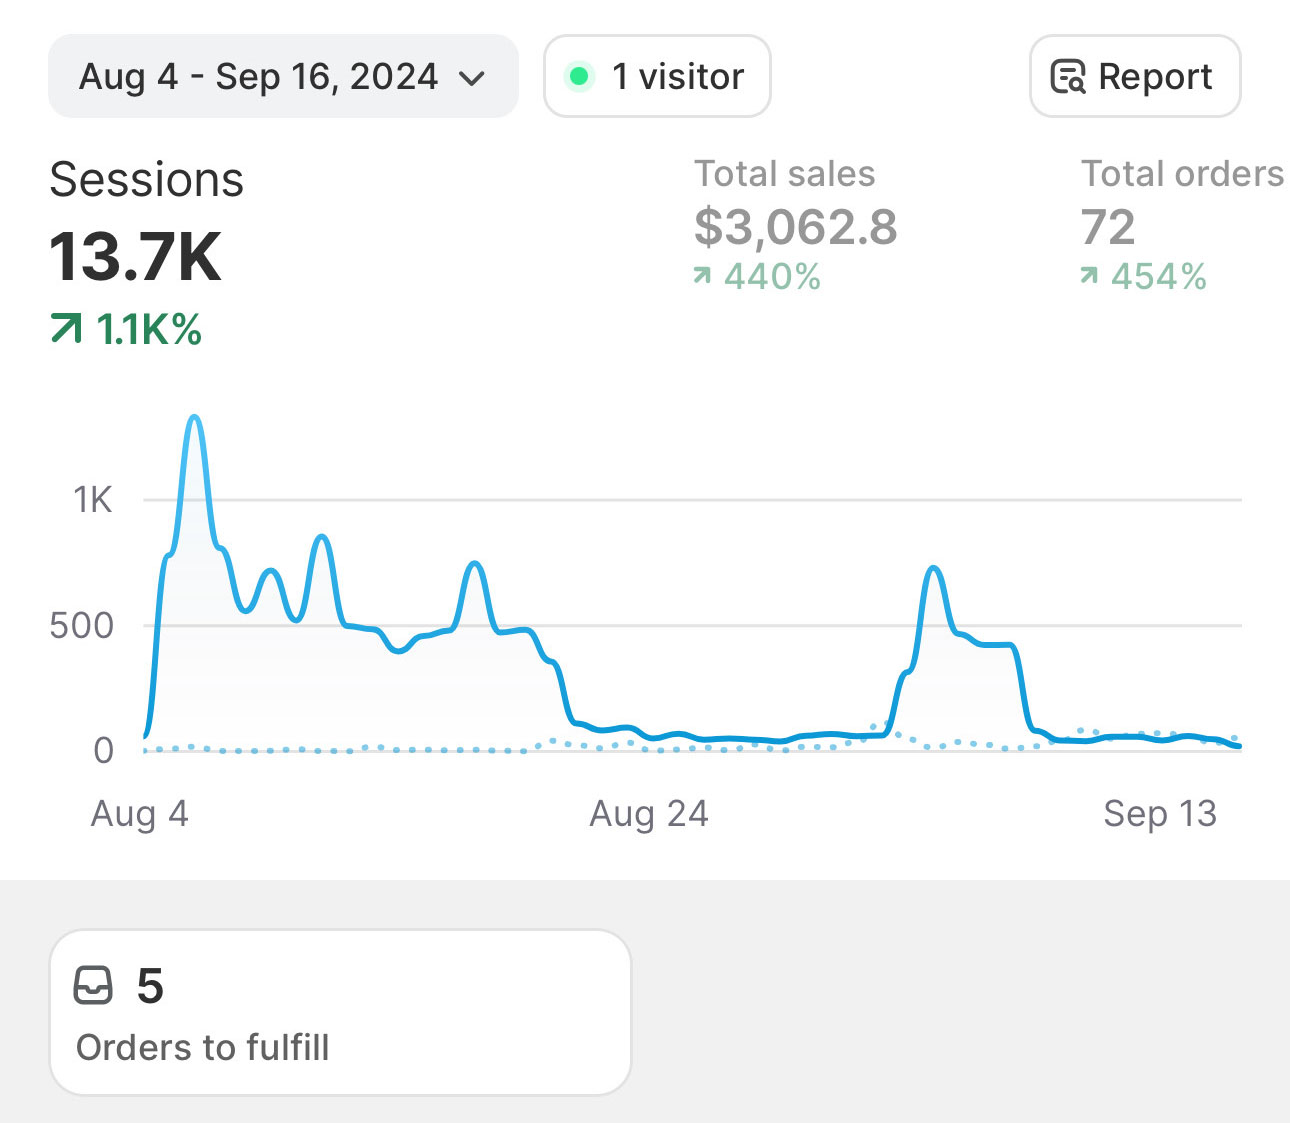 Aug 4 - Sep 16, 2024
1 visitor
Report
Sessions
13.7K
1.1K%
Total sales
$3,062.8
440%
Total orders
72
454%
1K
500
0
Aug 4
Aug 24
Sep 13
5
Orders to fulfill